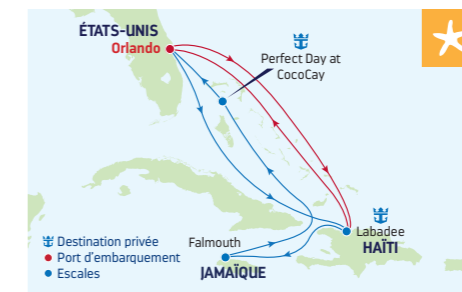 ÉTATS-UNIS
Orlando
Perfect Day at
CocoCay
Labadee
HAÏTI
Falmouth
JAMAÏQUE
Destination privée
Port d'embarquement
Escales